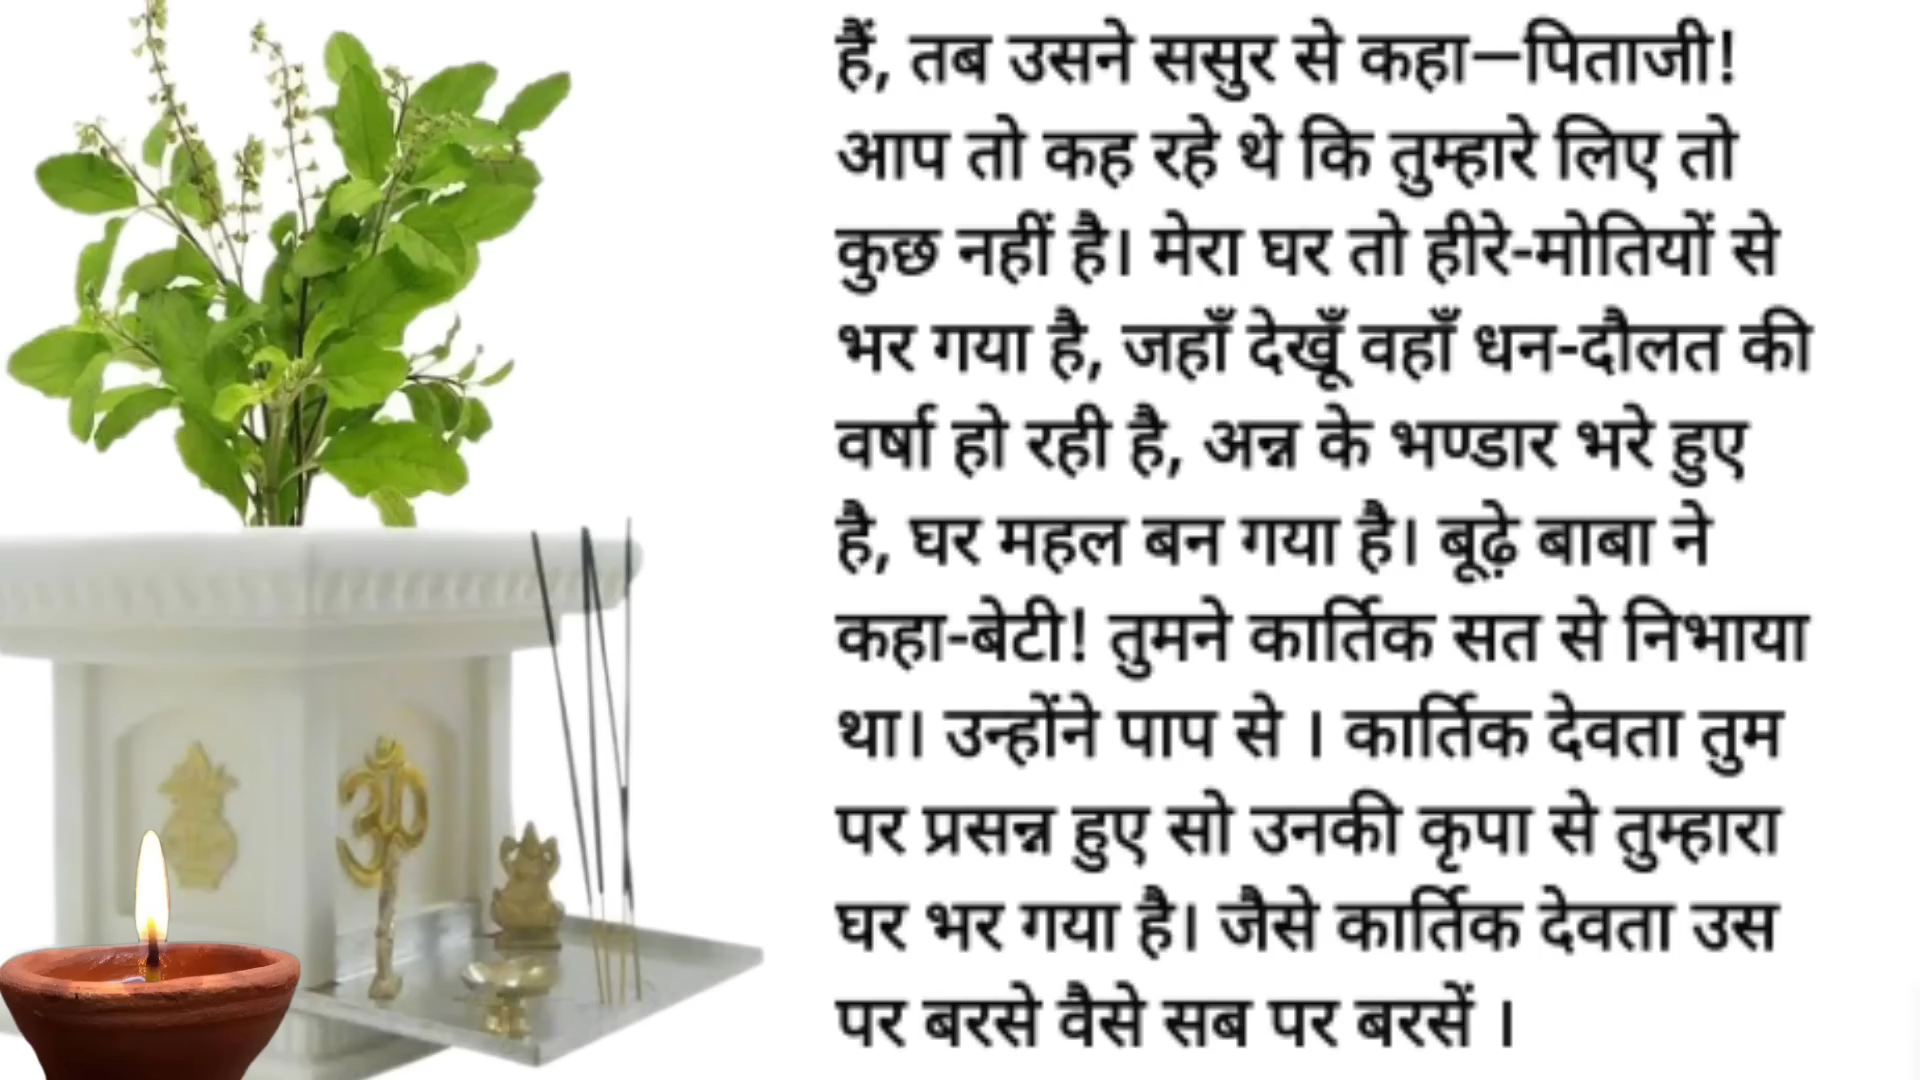 हैं, तब उसने ससुर से कहा—पिताजी!
आप तो कह रहे थे कि तुम्हारे लिए तो
कुछ नहीं है। मेरा घर तो हीरे-मोतियों से
भर गया है, जहाँ देखूँ वहाँ धन-दौलत की
वर्षा हो रही है, अन्न के भण्डार भरे हुए
है, घर महल बन गया है। बूढ़े बाबा ने
कहा-बेटी! तुमने कार्तिक सत से निभाया
था। उन्होंने पाप से । कार्तिक देवता तुम
पर प्रसन्न हुए सो उनकी कृपा से तुम्हारा
घर भर गया है। जैसे कार्तिक देवता उस
पर बरसे वैसे सब पर बरसें ।
ॐ